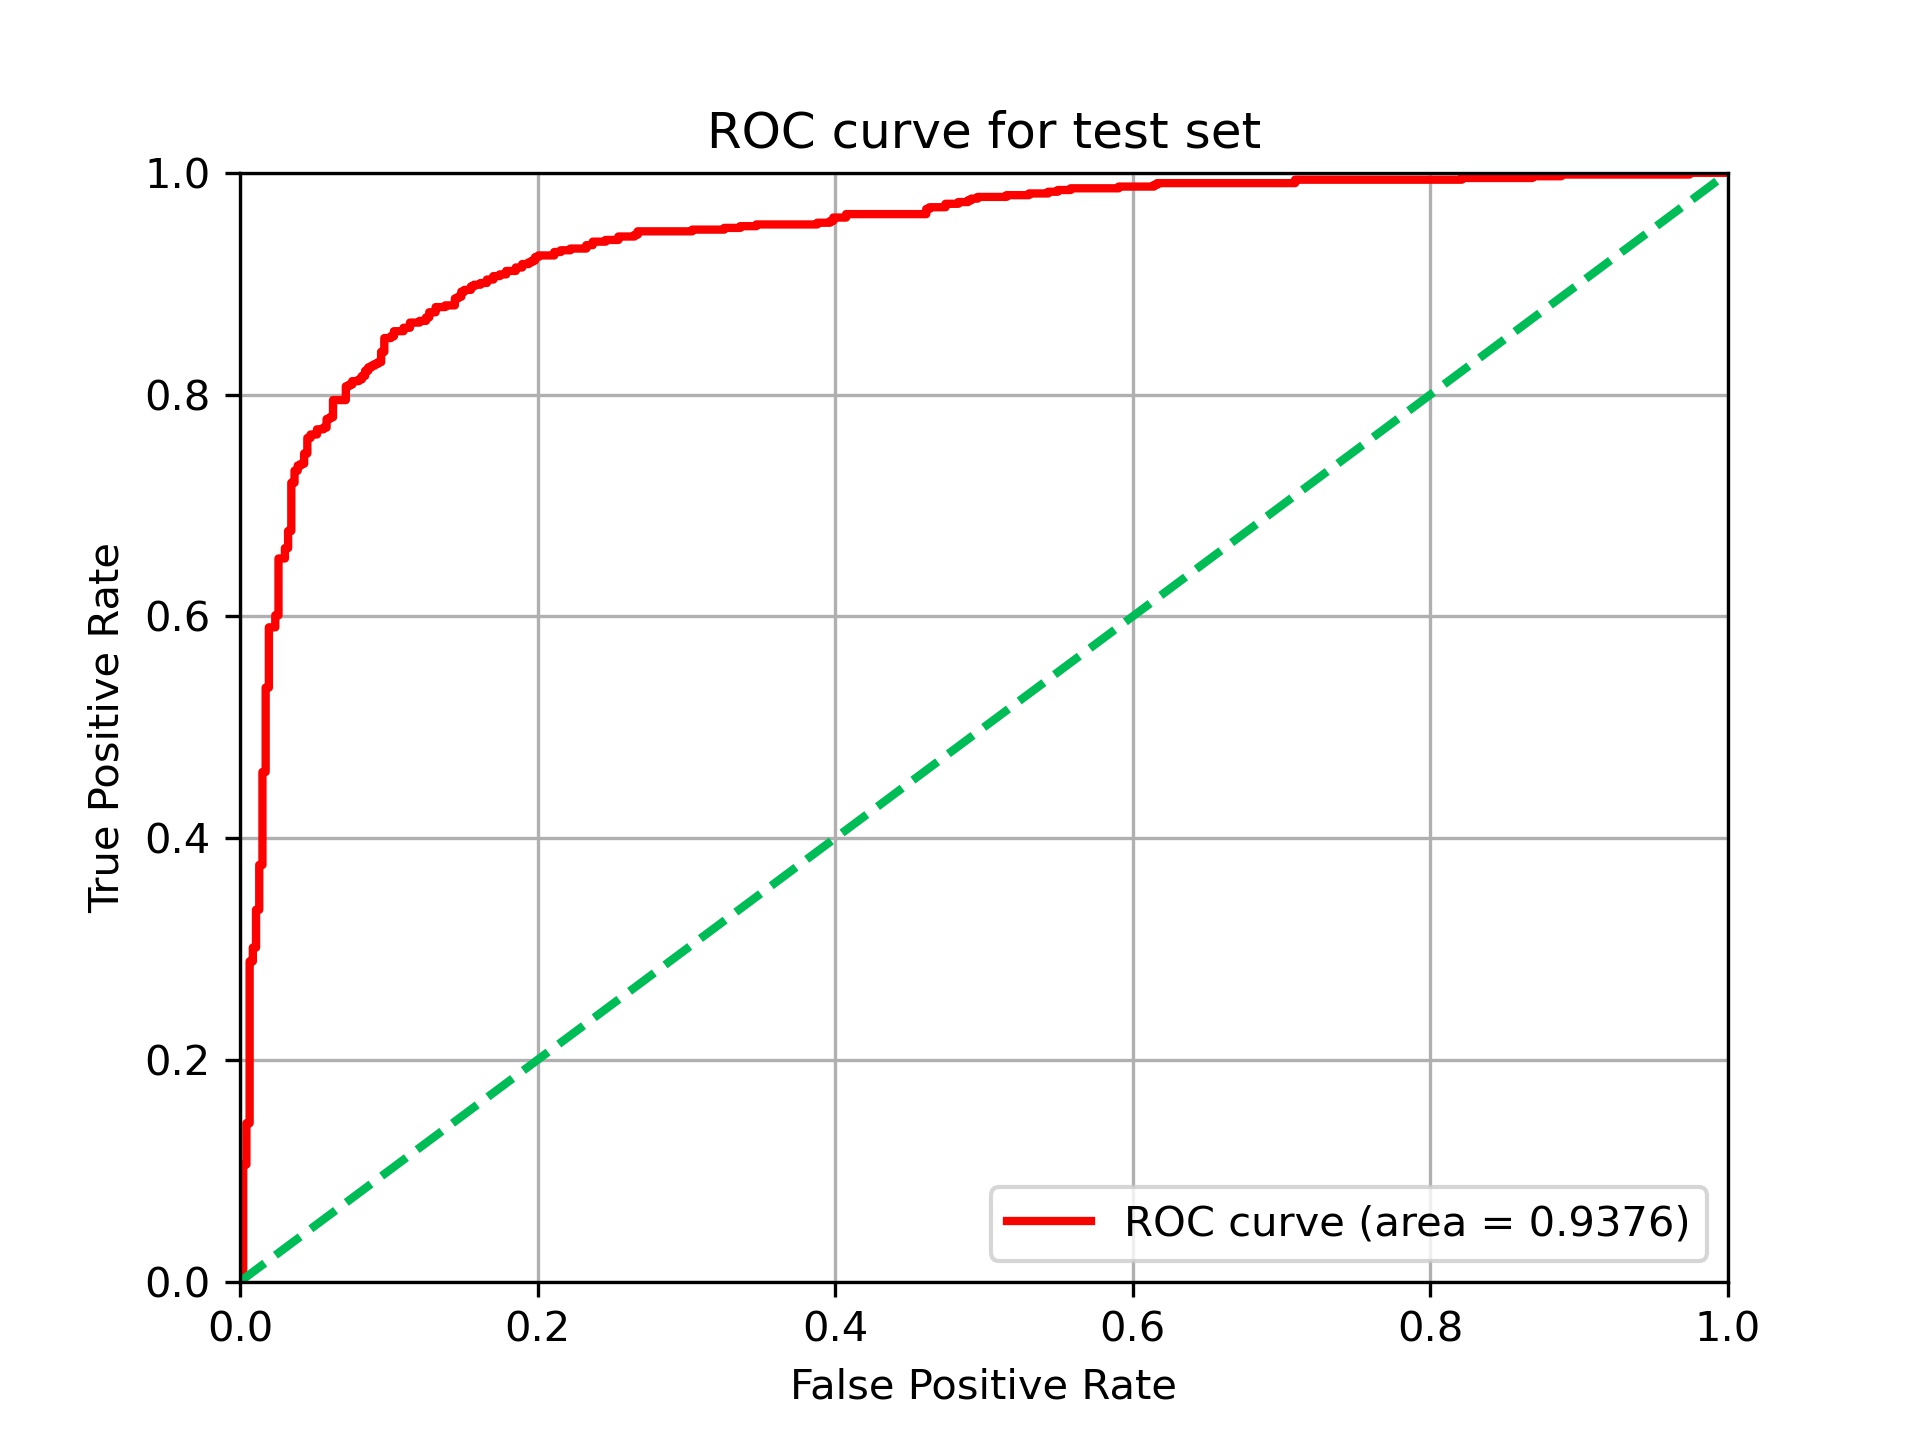 ROC curve for test set
1.0
0.8
0.6
0.4
0.2
0.0
True Positive Rate
ROC curve (area = 0.9376)
0.0 0.2 0.4 0.6 0.8 1.0
False Positive Rate